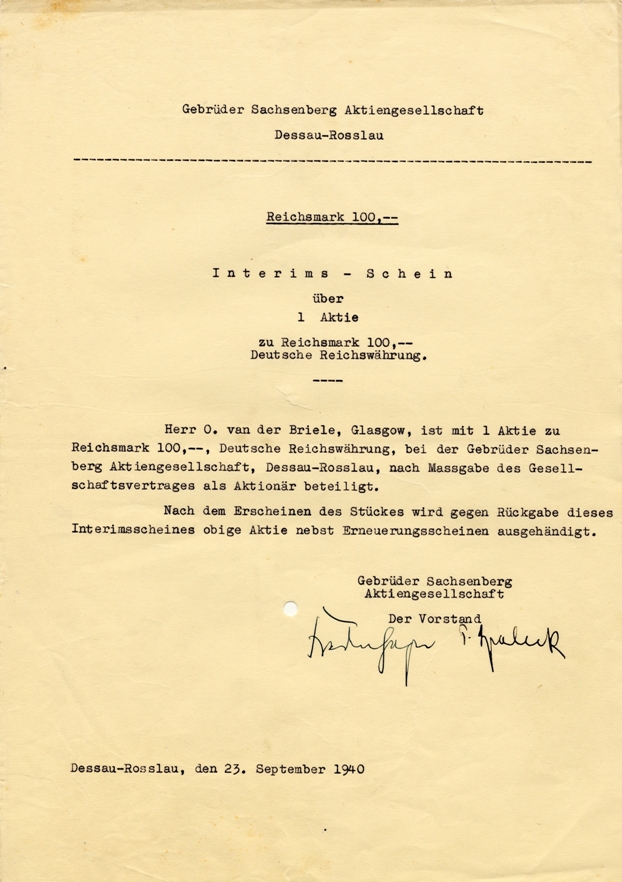 Gebrüder Sachsenberg Aktiengesellschaft
Dessau-Rosslau
Reichsmark 100,--
Interims - Schein
über
1 Aktie
zu Reichsmark 100,--
Deutsche Reichswährung.
Herr O. van der Briele, Glasgow, ist mit 1 Aktie zu
Reichsmark 100,--, Deutsche Reichswährung, bei der Gebrüder Sachsen-
berg Aktiengesellschaft, Dessau-Rosslau, nach Massgabe des Gesell-
schaftsvertrages als Aktionär beteiligt.
Nach dem Erscheinen des Stückes wird gegen Rückgabe dieses
Interimsscheines obige Aktie nebst Erneuerungsscheinen ausgehändigt.
Gebrüder Sachsenberg
Aktiengesellschaft
Der Vorstand
Dessau-Rosslau, den 23. September 1940